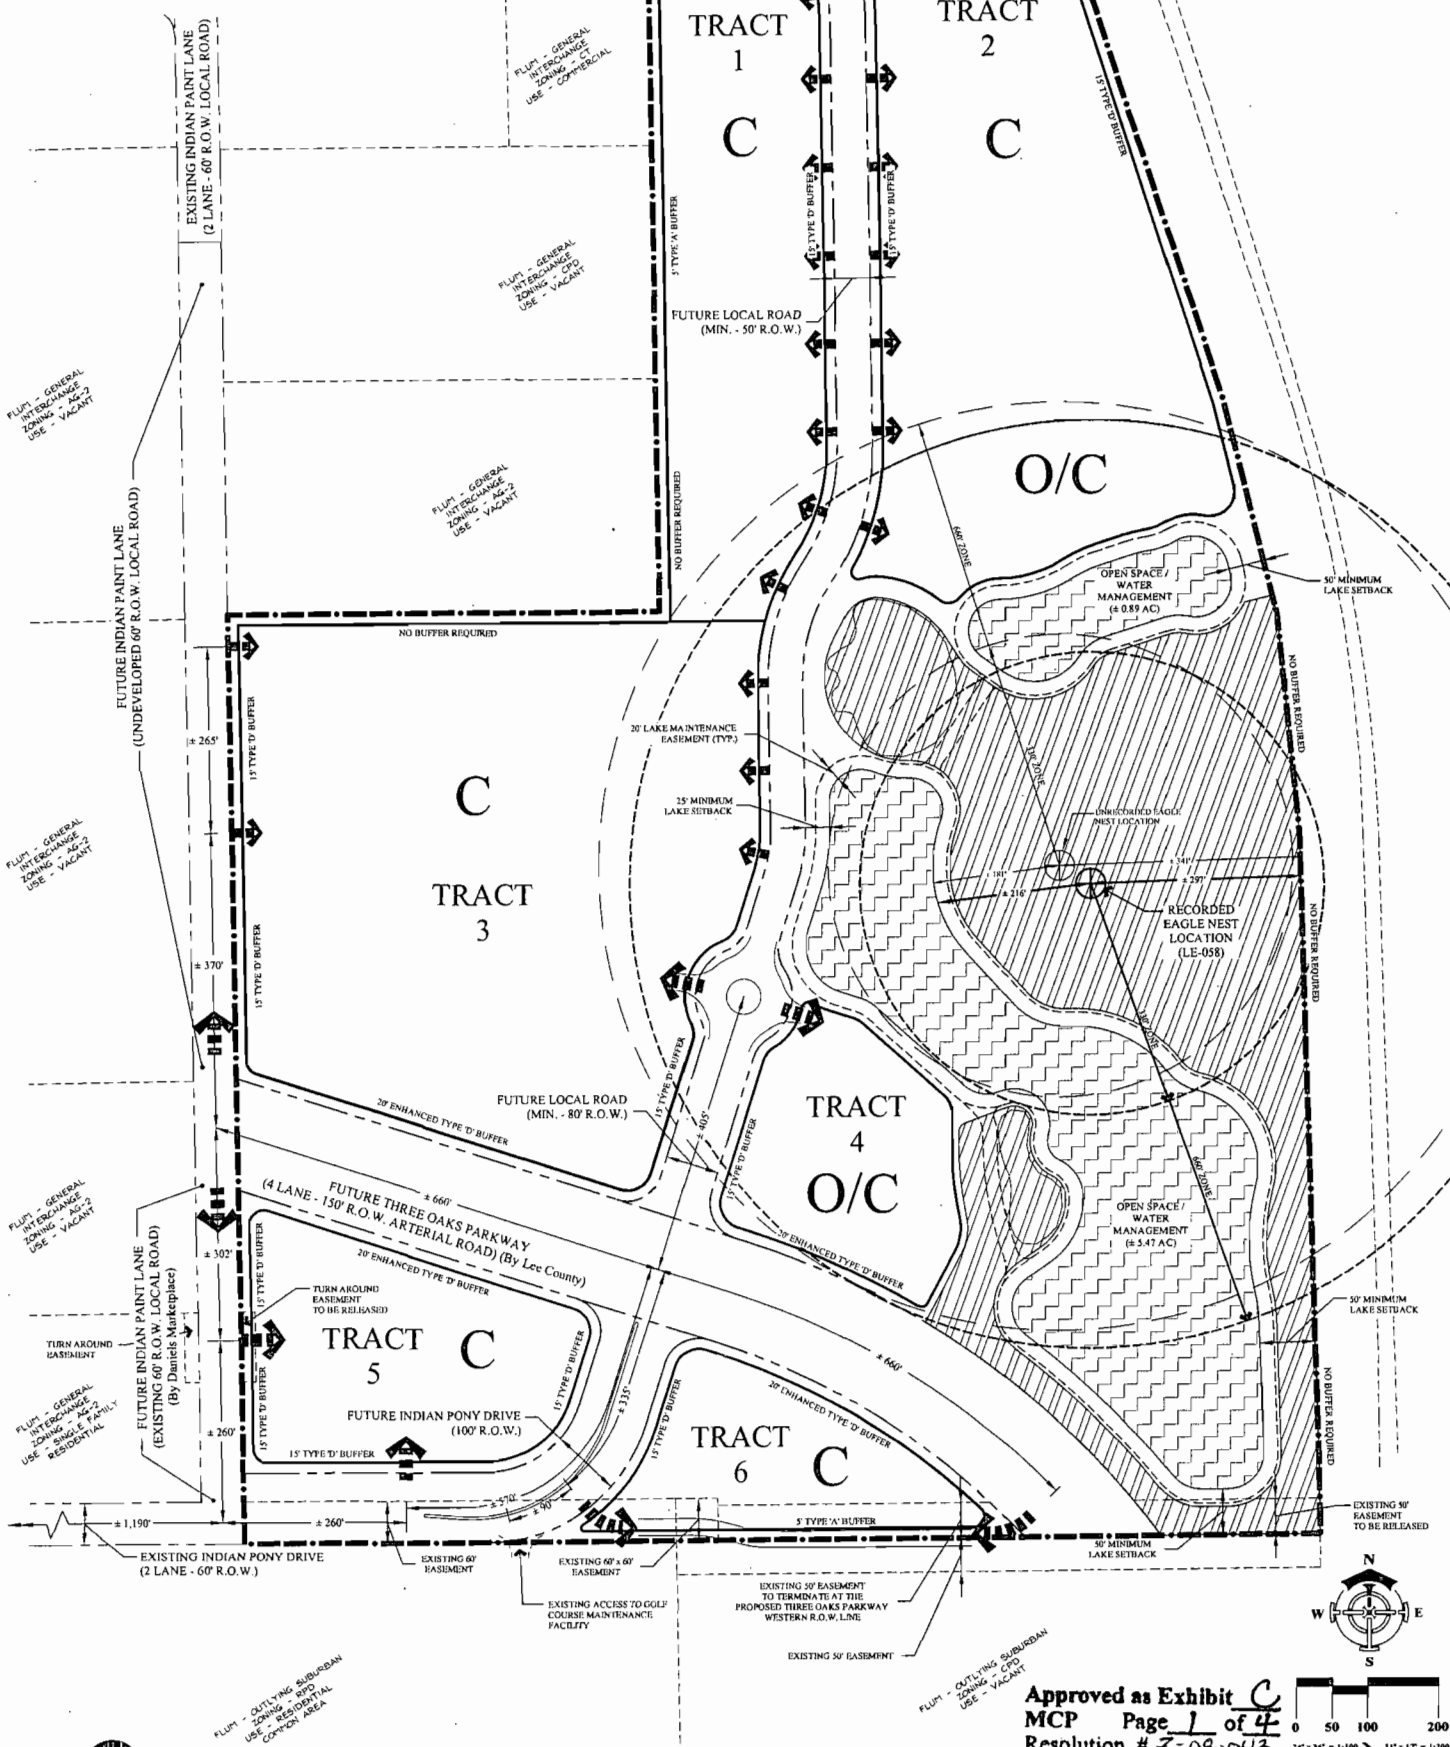 TRACT
1
C
TRACT
2
C
EXISTING INDIAN PAINT LANE
(2 LANE - 60' R.O.W. LOCAL ROAD)
FLUM - GENERAL
INTERCHANGE
ZONING - CT
USE - COMMERCIAL
15' TYPE 'D' BUFFER
5' TYPE 'A' BUFFER
15' TYPE 'D' BUFFER
15' TYPE 'D' BUFFER
FLUM - GENERAL
INTERCHANGE
ZONING - CPD
USE - VACANT
FUTURE LOCAL ROAD
(MIN. - 50' R.O.W.)
FLUM - GENERAL
INTERCHANGE
ZONING - AG-2
USE - VACANT
FLUM - GENERAL
INTERCHANGE
ZONING - AG-2
USE - VACANT
NO BUFFER REQUIRED
O/C
FUTURE INDIAN PAINT LANE
(UNDEVELOPED 60' R.O.W. LOCAL ROAD)
660' ZONE
OPEN SPACE /
WATER
MANAGEMENT
(± 0.89 AC)
50' MINIMUM
LAKE SETBACK
NO BUFFER REQUIRED
NO BUFFER REQUIRED
± 265'
15' TYPE 'D' BUFFER
20' LAKE MAINTENANCE
EASEMENT (TYP.)
330' ZONE
C
TRACT
3
25' MINIMUM
LAKE SETBACK
UNRECORDED EAGLE
NEST LOCATION
FLUM - GENERAL
INTERCHANGE
ZONING - AG-2
USE - VACANT
± 341'
± 181'
± 297'
± 216'
RECORDED
EAGLE NEST
LOCATION
(LE-058)
NO BUFFER REQUIRED
± 370'
15' TYPE 'D' BUFFER
330' ZONE
15' TYPE 'D' BUFFER
20' ENHANCED TYPE 'D' BUFFER
FUTURE LOCAL ROAD
(MIN. - 80' R.O.W.)
± 405'
15' TYPE 'D' BUFFER
TRACT
4
O/C
660' ZONE
FLUM - GENERAL
INTERCHANGE
ZONING - AG-2
USE - VACANT
± 660'
FUTURE THREE OAKS PARKWAY
(4 LANE - 150' R.O.W. ARTERIAL ROAD) (By Lee County)
OPEN SPACE /
WATER
MANAGEMENT
(± 5.47 AC)
20' ENHANCED TYPE 'D' BUFFER
20' ENHANCED TYPE 'D' BUFFER
± 302'
15' TYPE 'D' BUFFER
FUTURE INDIAN PAINT LANE
(EXISTING 60' R.O.W. LOCAL ROAD)
(By Daniels Marketplace)
TURN AROUND
EASEMENT
TO BE RELEASED
TURN AROUND
EASEMENT
50' MINIMUM
LAKE SETBACK
TRACT
5
C
± 660'
15' TYPE 'D' BUFFER
± 335'
FLUM - GENERAL
INTERCHANGE
ZONING - AG-2
USE - SINGLE FAMILY
RESIDENTIAL
± 260'
15' TYPE 'D' BUFFER
FUTURE INDIAN PONY DRIVE
(100' R.O.W.)
15' TYPE 'D' BUFFER
20' ENHANCED TYPE 'D' BUFFER
15' TYPE 'D' BUFFER
TRACT
6
C
NO BUFFER REQUIRED
± 570'
± 90'
± 1,190'
± 260'
5' TYPE 'A' BUFFER
EXISTING 50'
EASEMENT
TO BE RELEASED
EXISTING INDIAN PONY DRIVE
(2 LANE - 60' R.O.W.)
EXISTING 60'
EASEMENT
EXISTING 60' x 60'
EASEMENT
50' MINIMUM
LAKE SETBACK
EXISTING ACCESS TO GOLF
COURSE MAINTENANCE
FACILITY
EXISTING 50' EASEMENT
TO TERMINATE AT THE
PROPOSED THREE OAKS PARKWAY
WESTERN R.O.W. LINE
EXISTING 50' EASEMENT
N
W E
S
FLUM - OUTLYING SUBURBAN
ZONING - RPD
USE - RESIDENTIAL
COMMON AREA
FLUM - OUTLYING SUBURBAN
ZONING - CPD
USE - VACANT
Approved as Exhibit C
MCP Page 1 of 4
Resolution # Z-09-
0 50 100 200